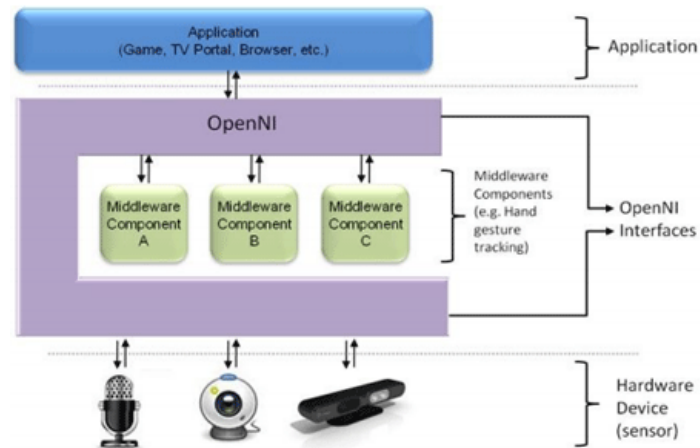 Application
(Game, TV Portal, Browser, etc.)
Application
OpenNI
Middleware
Component
A
Middleware
Component
B
Middleware
Component
C
Middleware
Components
(e.g. Hand
gesture
tracking)
OpenNI
Interfaces
Hardware
Device
(sensor)